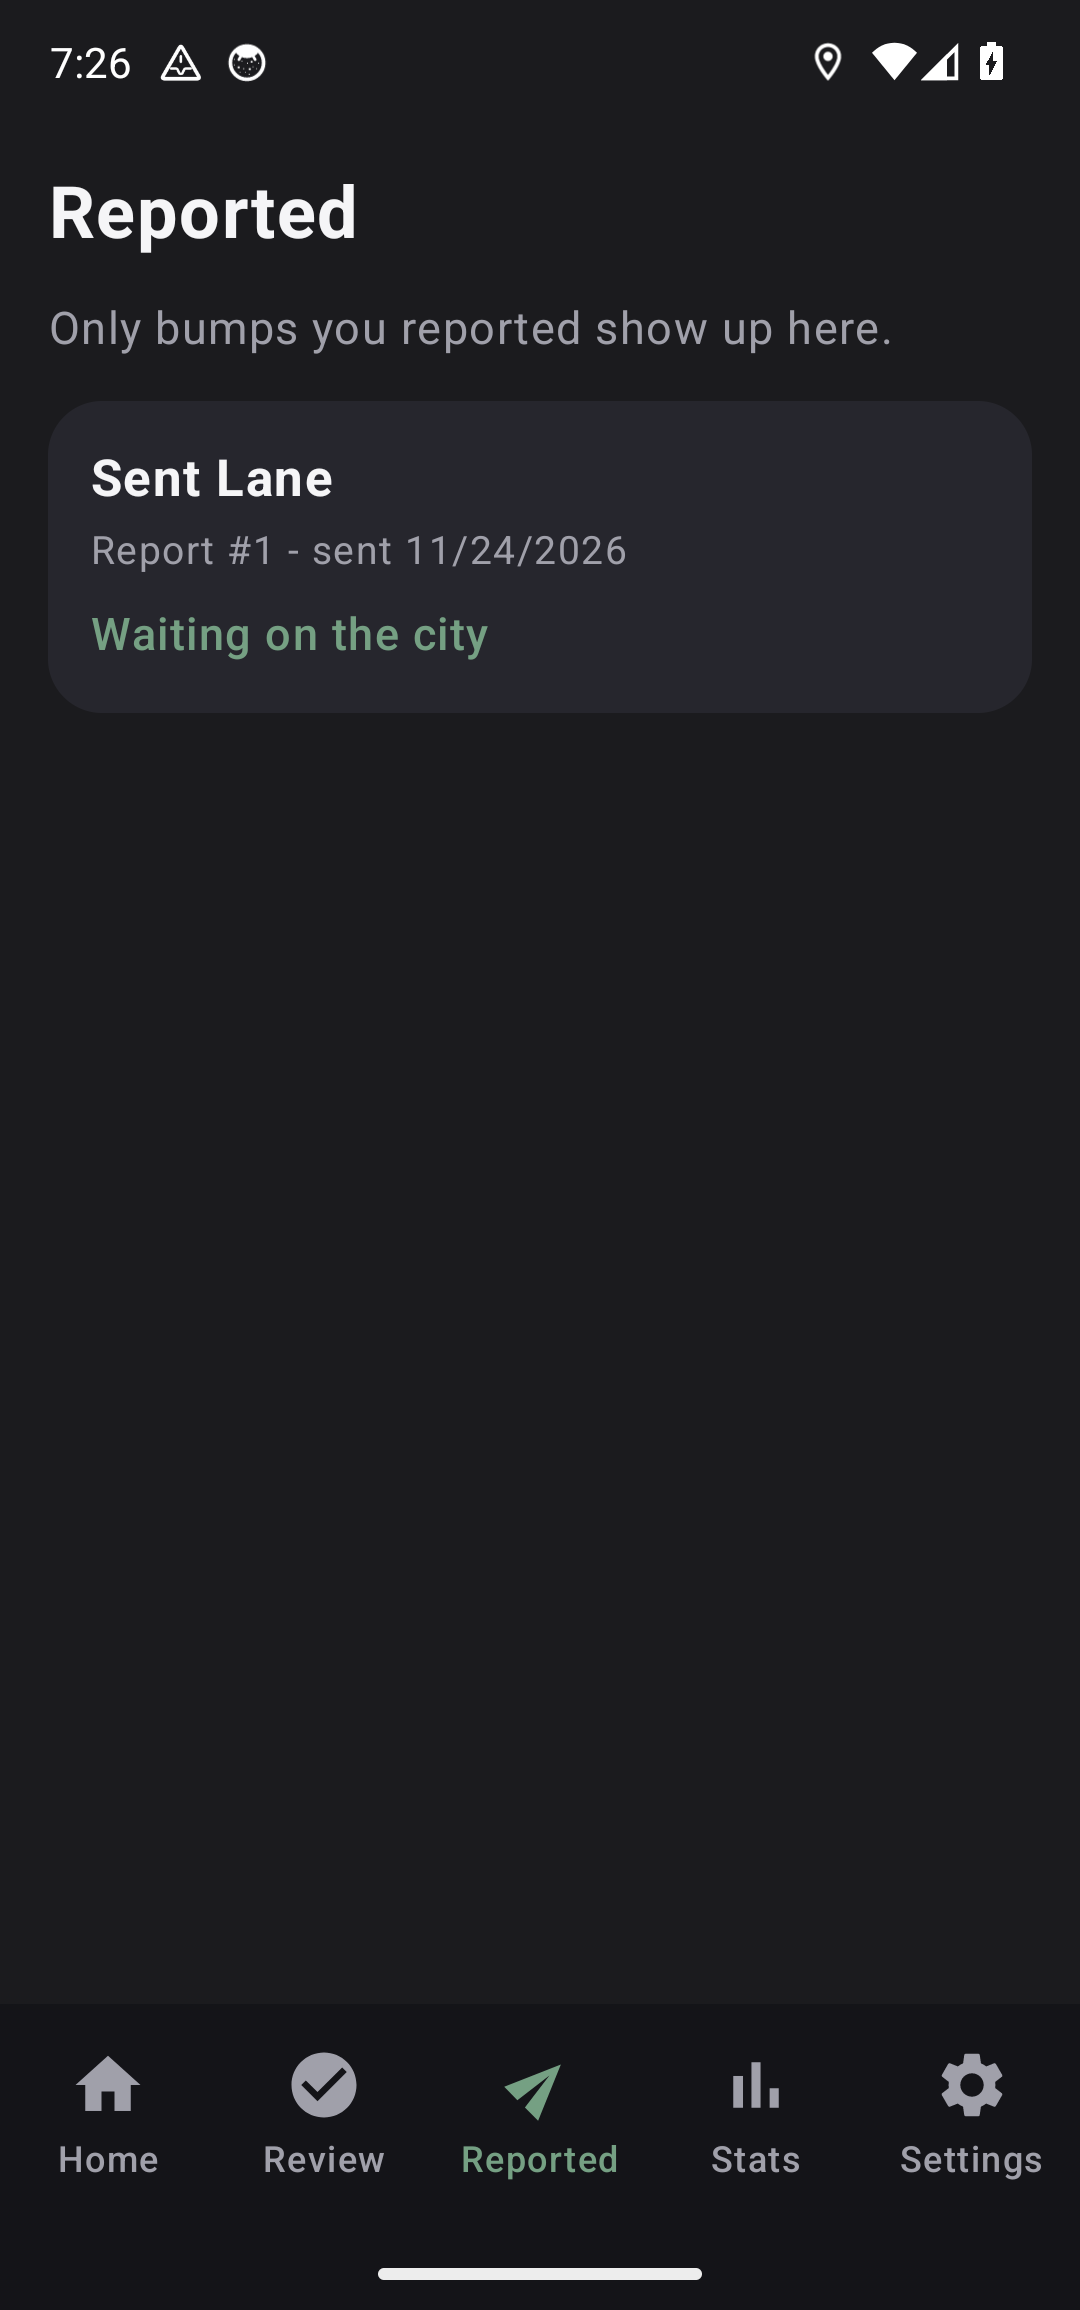 7:26
Reported
Only bumps you reported show up here.
Sent Lane
Report #1 - sent 11/24/2026
Waiting on the city
Home
Review
Reported
Stats
Settings